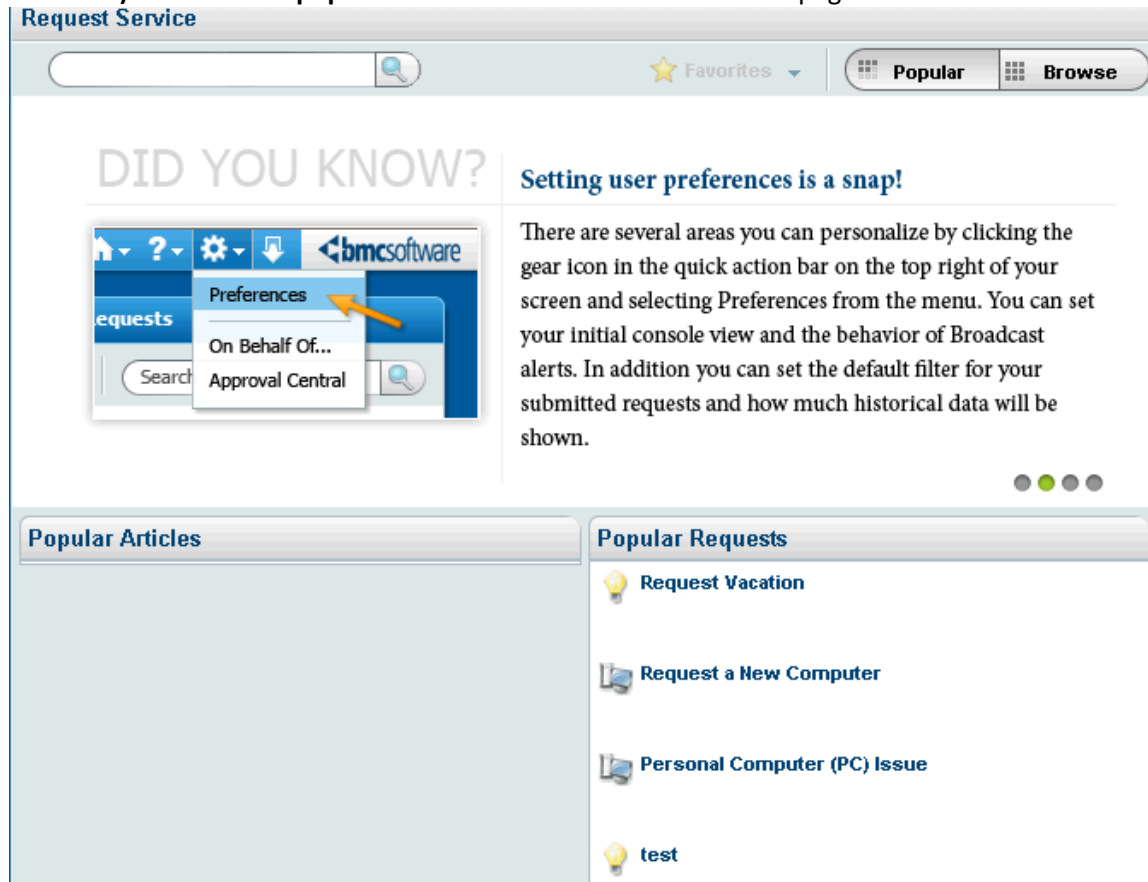 Request Service
Favorites
Popular
Browse
DID YOU KNOW?
Setting user preferences is a snap!
bmcsoftware
Preferences
equests
On Behalf Of...
Search
Approval Central
There are several areas you can personalize by clicking the
gear icon in the quick action bar on the top right of your
screen and selecting Preferences from the menu. You can set
your initial console view and the behavior of Broadcast
alerts. In addition you can set the default filter for your
submitted requests and how much historical data will be
shown.
Popular Articles
Popular Requests
Request Vacation
Request a New Computer
Personal Computer (PC) Issue
test